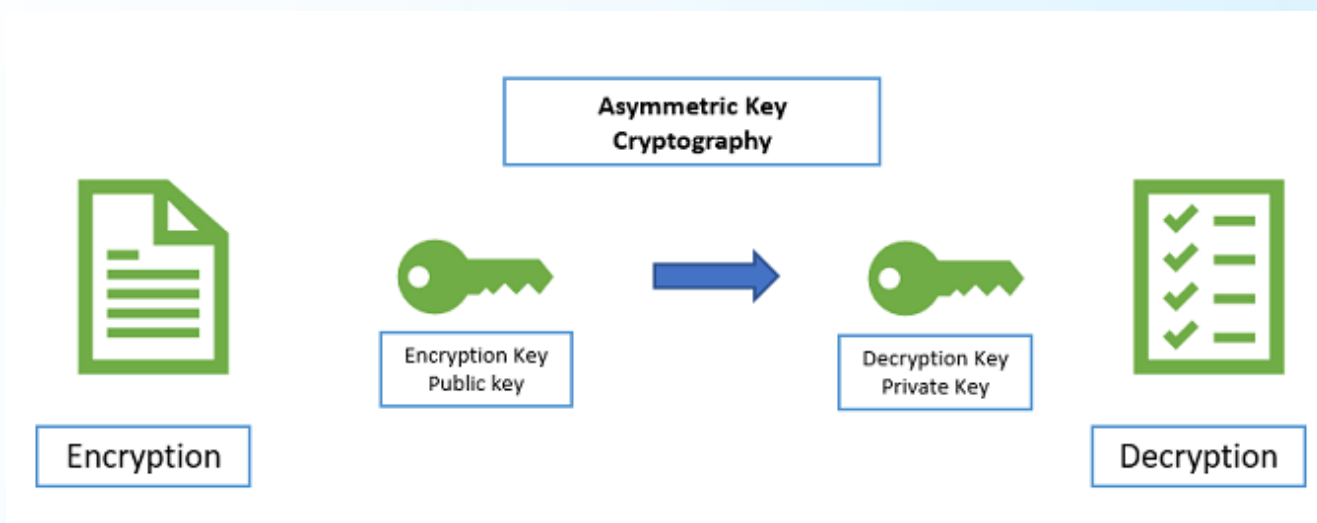 Asymmetric Key
Cryptography
Encryption Key
Public key
Decryption Key
Private Key
Encryption
Decryption